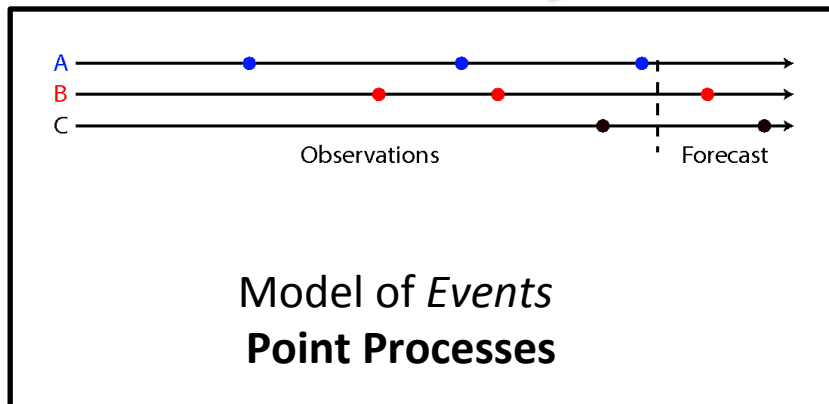 A
B
C
Observations Forecast
Model of Events
Point Processes